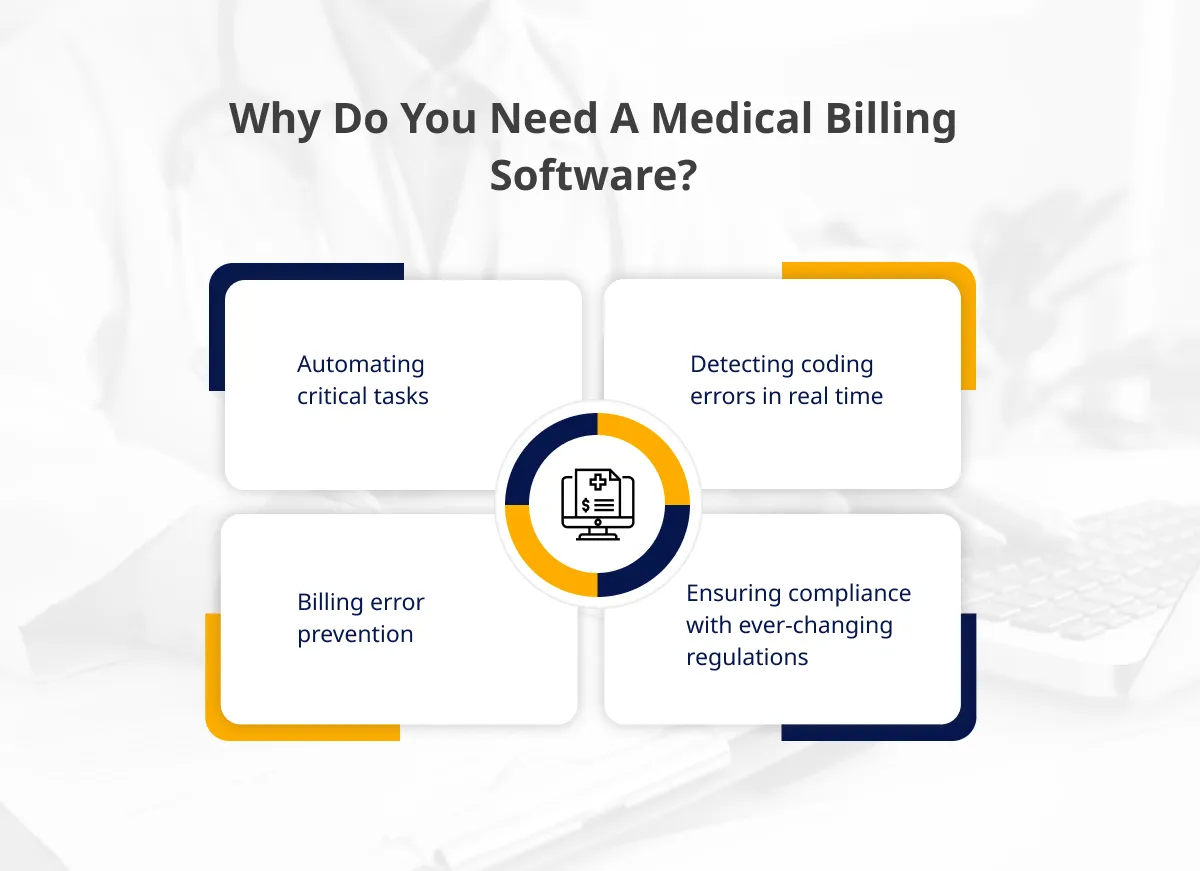 Why Do You Need A Medical Billing
Software?
Automating
critical tasks
Detecting coding
errors in real time
$
Billing error
prevention
Ensuring compliance
with ever-changing
regulations